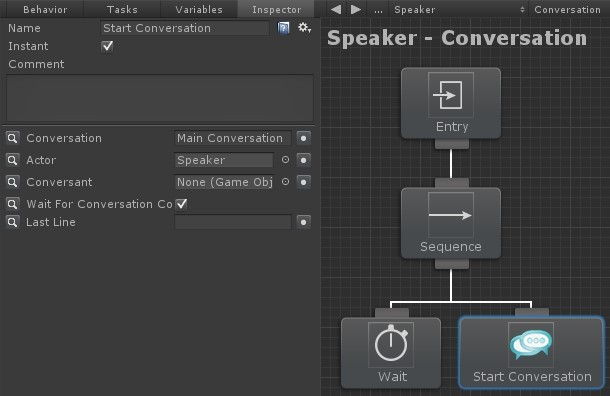 Behavior Tasks Variables Inspector
Name Start Conversation
Instant
Comment
Conversation Main Conversation
Actor Speaker
Conversant None (Game Obj
Wait For Conversation Co
Last Line
... Speaker Conversation
Speaker - Conversation
Entry
Sequence
Wait Start Conversation